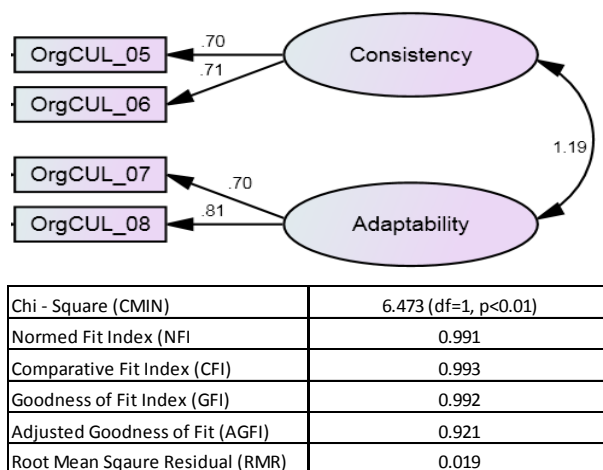 OrgCUL_05
.70
Consistency
.71
OrgCUL_06
1.19
OrgCUL_07
.70
.81
Adaptability
OrgCUL_08
Chi - Square (CMIN) 6.473 (df=1, p<0.01)
Normed Fit Index (NFI 0.991
Comparative Fit Index (CFI) 0.993
Goodness of Fit Index (GFI) 0.992
Adjusted Goodness of Fit (AGFI) 0.921
Root Mean Sqaure Residual (RMR) 0.019